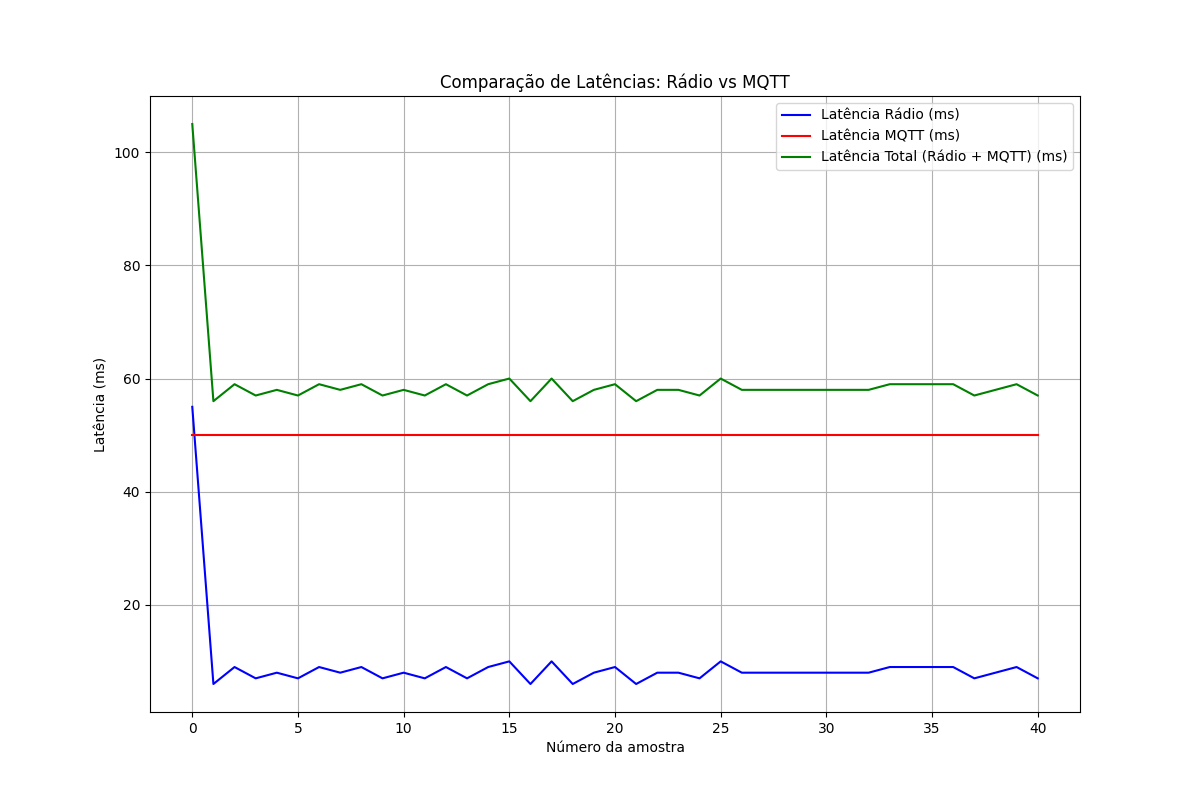 Comparação de Latências: Rádio vs MQTT
Latência Rádio (ms)
Latência MQTT (ms)
Latência Total (Rádio + MQTT) (ms)
Latência (ms)
100
80
60
40
20
0 5 10 15 20 25 30 35 40
Número da amostra